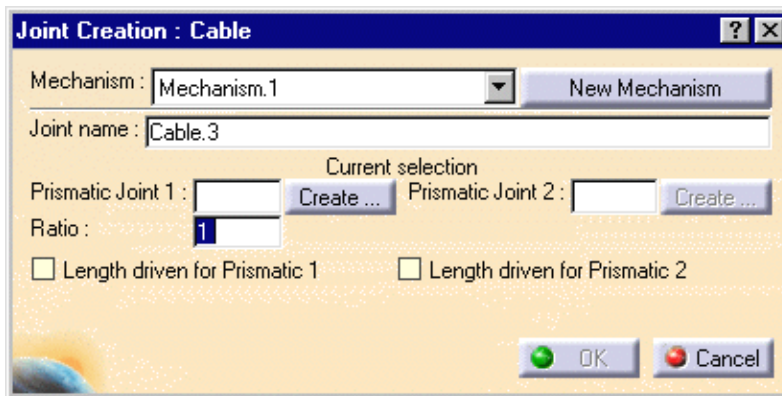 Joint Creation : Cable ? X
Mechanism : Mechanism.1 New Mechanism
Joint name : Cable.3
Current selection
Prismatic Joint 1 : Create ... Prismatic Joint 2 : Create ...
Ratio : 1
Length driven for Prismatic 1 Length driven for Prismatic 2
OK Cancel